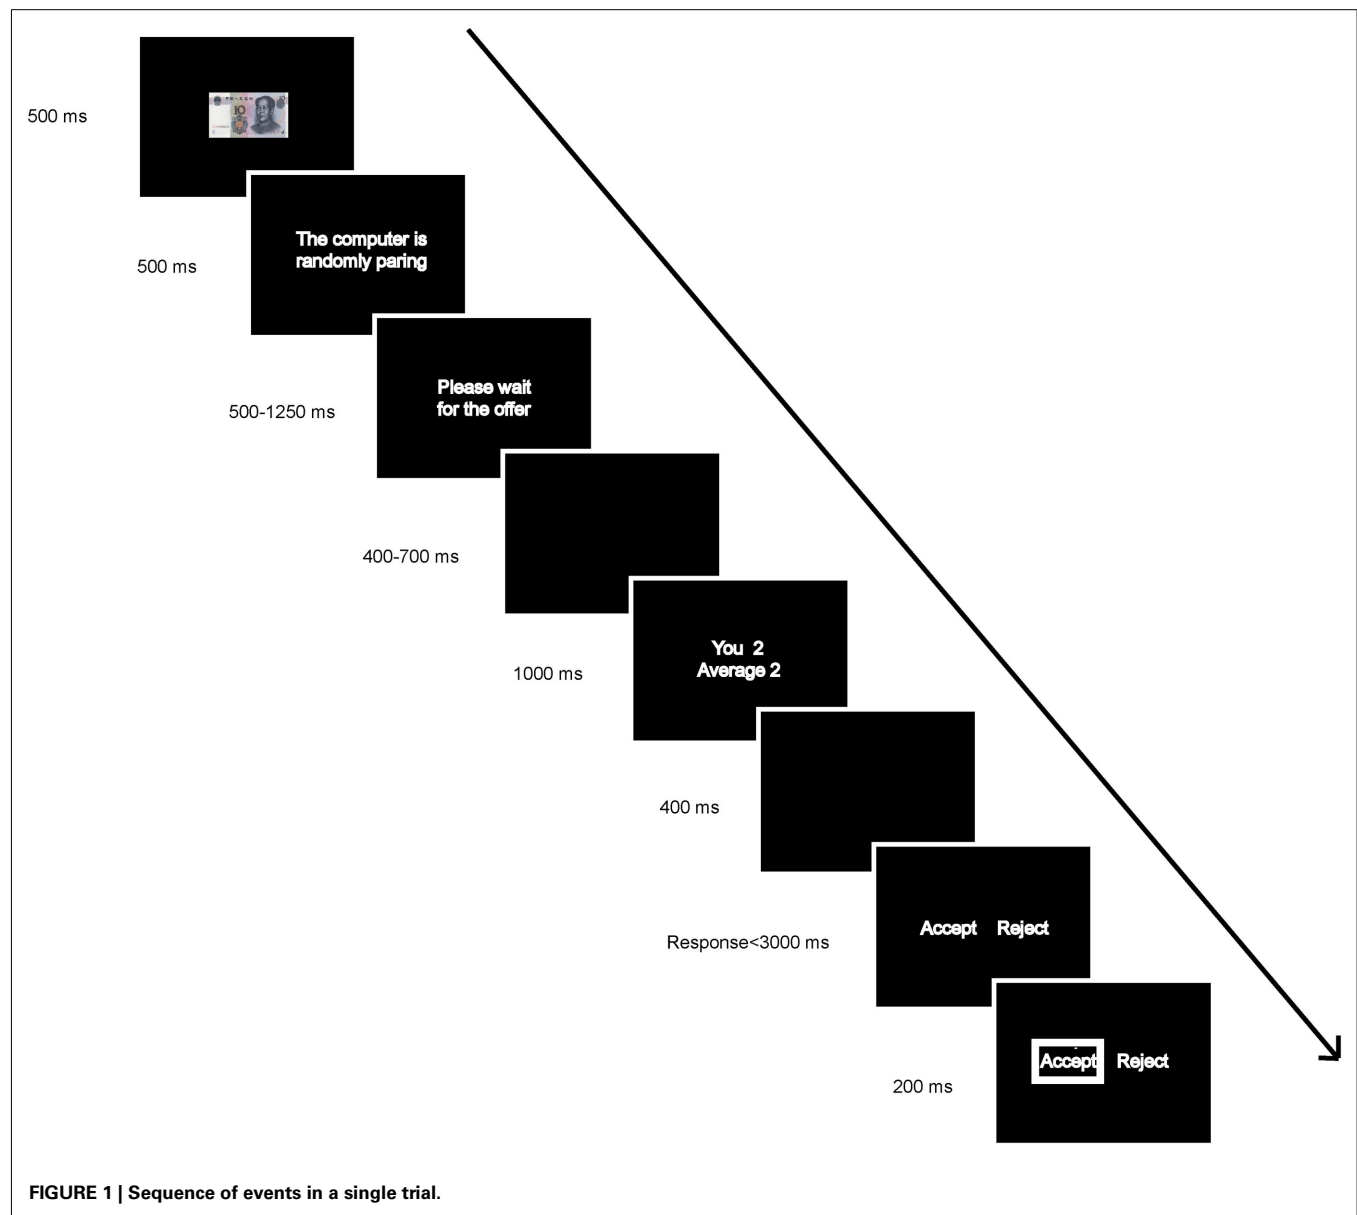 500 ms
10
The computer is
randomly paring
500 ms
Please wait
for the offer
500-1250 ms
400-700 ms
You 2
Average 2
1000 ms
400 ms
Accept Reject
Response<3000 ms
Accept Reject
200 ms
FIGURE 1 | Sequence of events in a single trial.